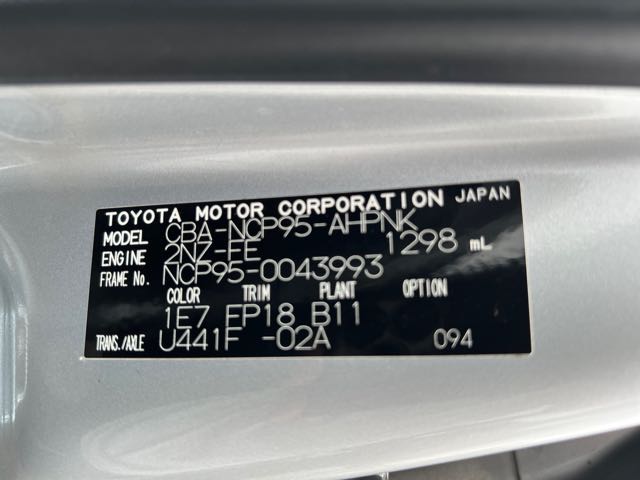 TOYOTA MOTOR CORPORATION JAPAN
MODEL CBA-NCP95-AHPNK
ENGINE 2NZ-FE 1298 mL
FRAME No. NCP95-0043993
COLOR TRIM PLANT OPTION
1E7 FP18 B11
TRANS./AXLE U441F -02A 094